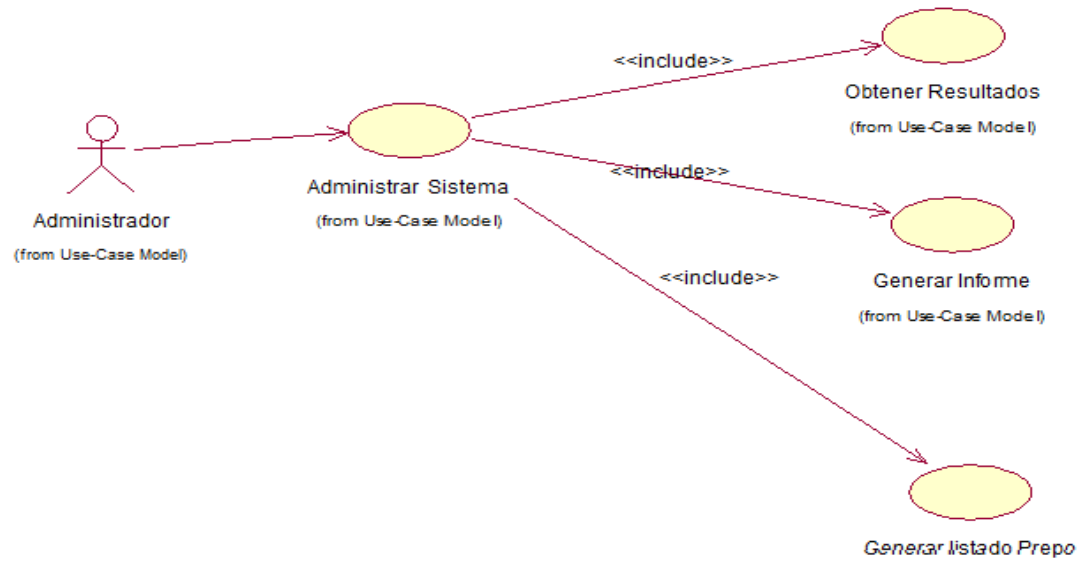 <<include>>
Obtener Resultados
(from Use-Case Model)
Administrar Sistema
(from Use-Case Model)
Administrador
(from Use-Case Model)
<<include>>
Generar Informe
(from Use-Case Model)
<<include>>
Generar listado Prepo